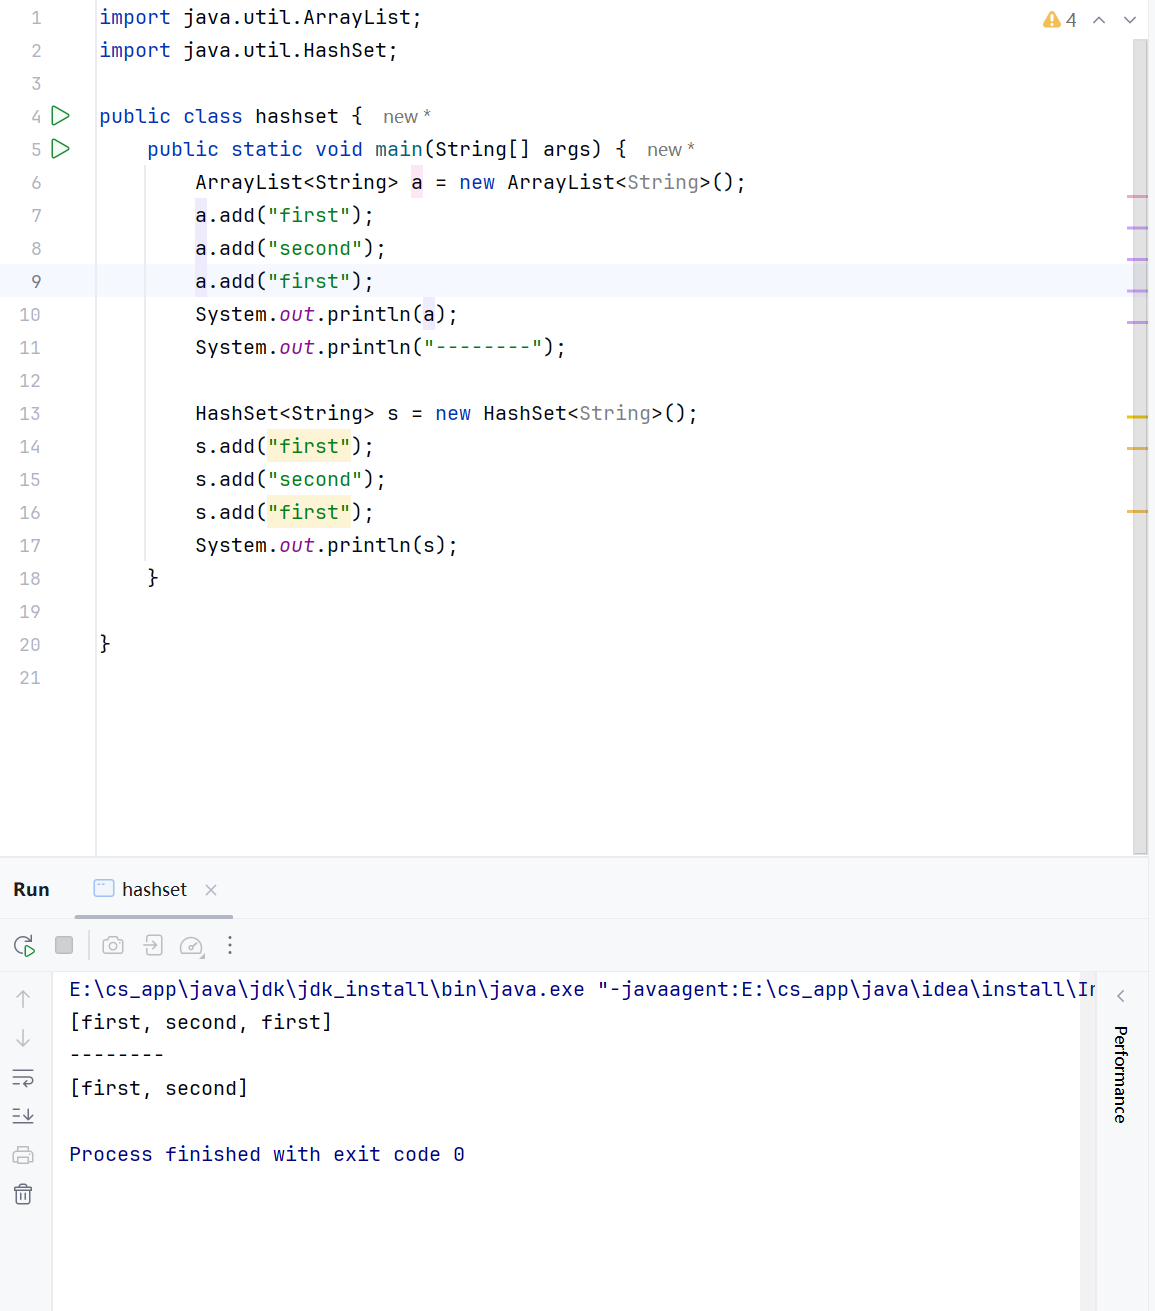 4
1 import java.util.ArrayList;
2 import java.util.HashSet;
3
4 public class hashset { new *
5 public static void main(String[] args) { new *
6 ArrayList<String> a = new ArrayList<String>();
7 a.add("first");
8 a.add("second");
9 a.add("first");
10 System.out.println(a);
11 System.out.println("--------");
12
13 HashSet<String> s = new HashSet<String>();
14 s.add("first");
15 s.add("second");
16 s.add("first");
17 System.out.println(s);
18 }
19
20 }
21
Run hashset
E:\cs_app\java\jdk\jdk_install\bin\java.exe "-javaagent:E:\cs_app\java\idea\install\
[first, second, first]
--------
[first, second]
Process finished with exit code 0
Performance